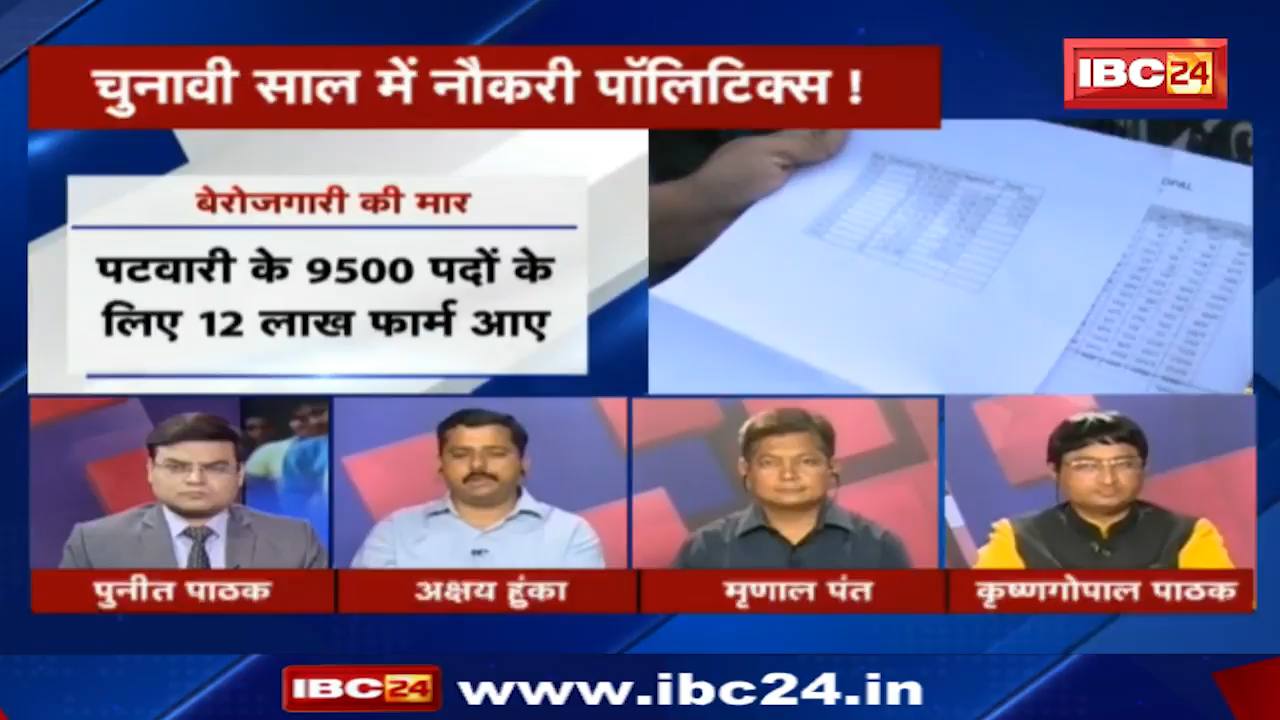 चुनावी साल में नौकरी पॉलिटिक्स !
IBC24
बेरोजगारी की मार
पटवारी के 9500 पदों के
लिए 12 लाख फार्म आए
पुनीत पाठक
अक्षय हुंका
मृणाल पंत
कृष्णगोपाल पाठक
IBC24 www.ibc24.in